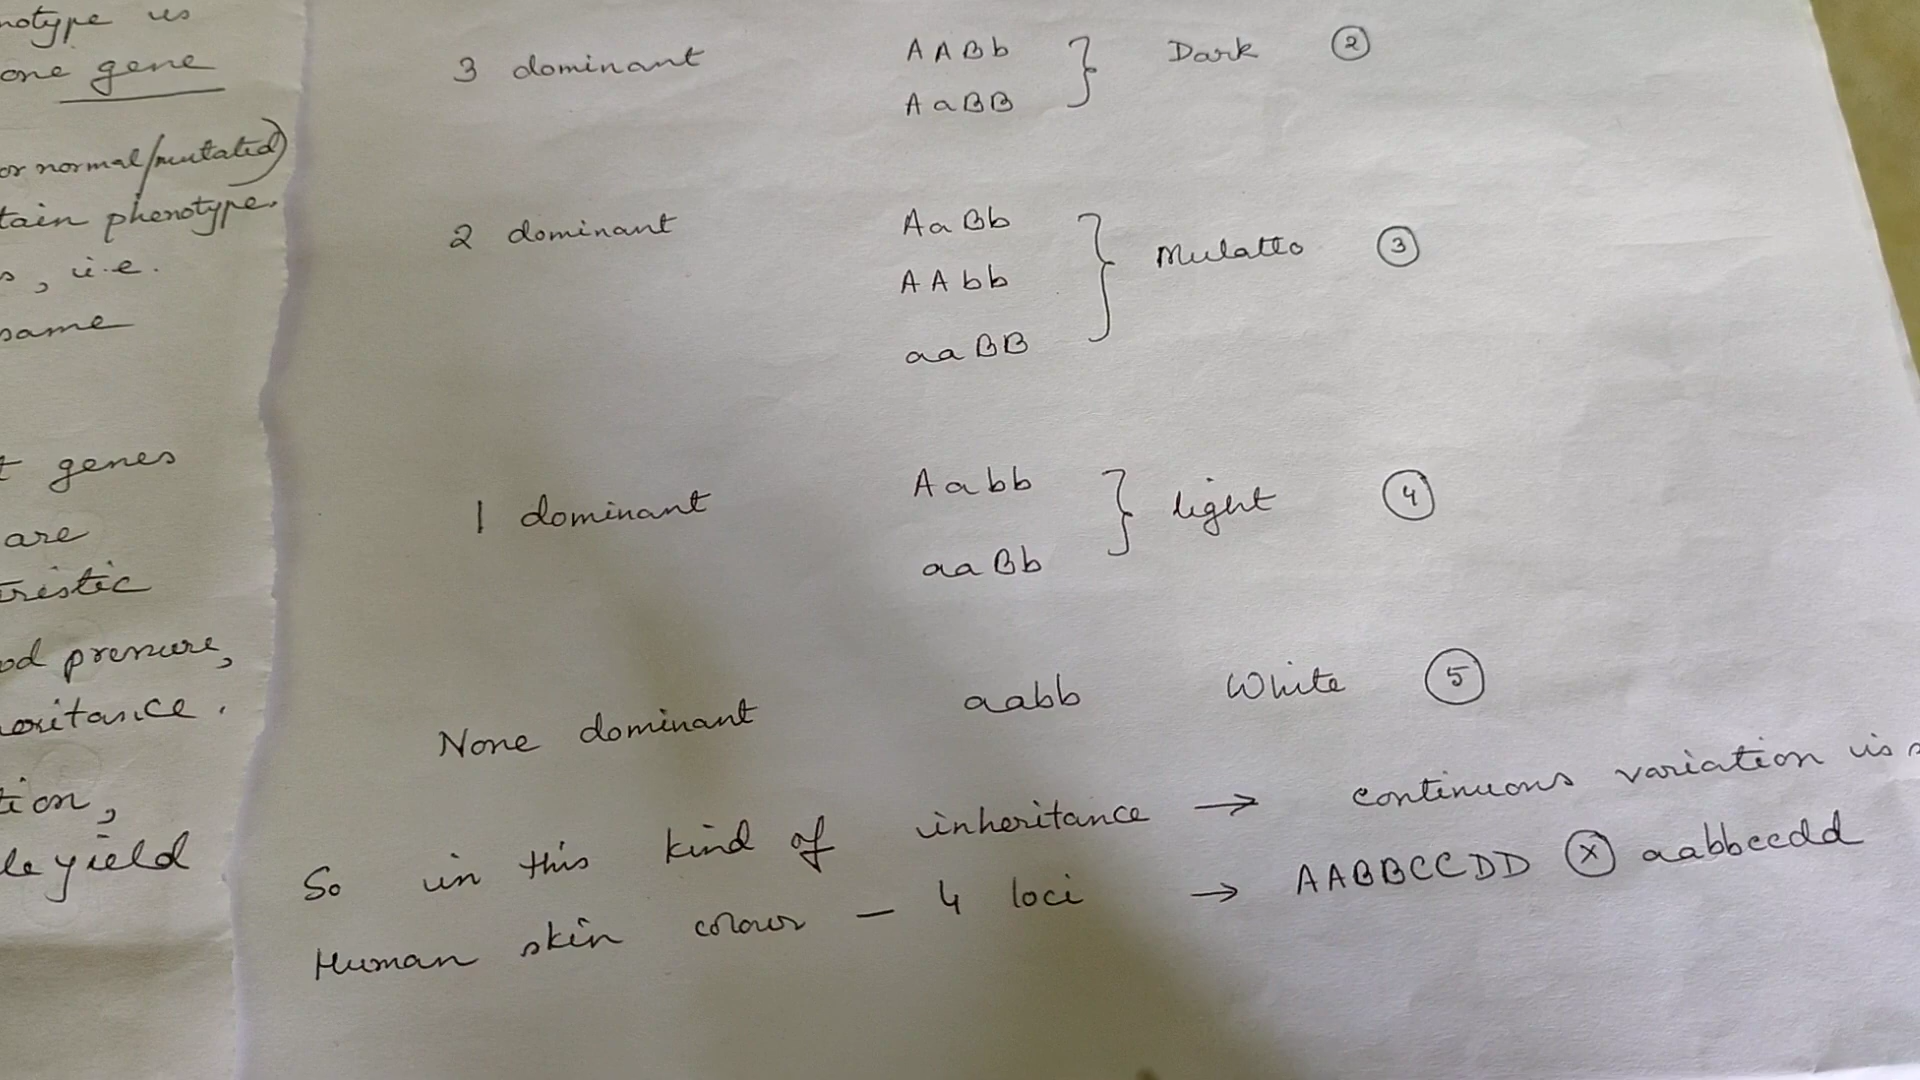 notype is
one gene
or normal/mutated)
tain phenotype.
s, i.e.
same
t genes
are
ristic
od pressure,
eritance.
tion,
le yield
3 dominant AABb } Dark ②
AaBB
2 dominant AaBb } Mulatto ③
AAbb
aaBB
1 dominant Aabb } light ④
aaBb
None dominant aabb White ⑤
So in this kind of inheritance → continuous variation is
Human skin colour – 4 loci → AABBCCDD ⓧ aabbccdd